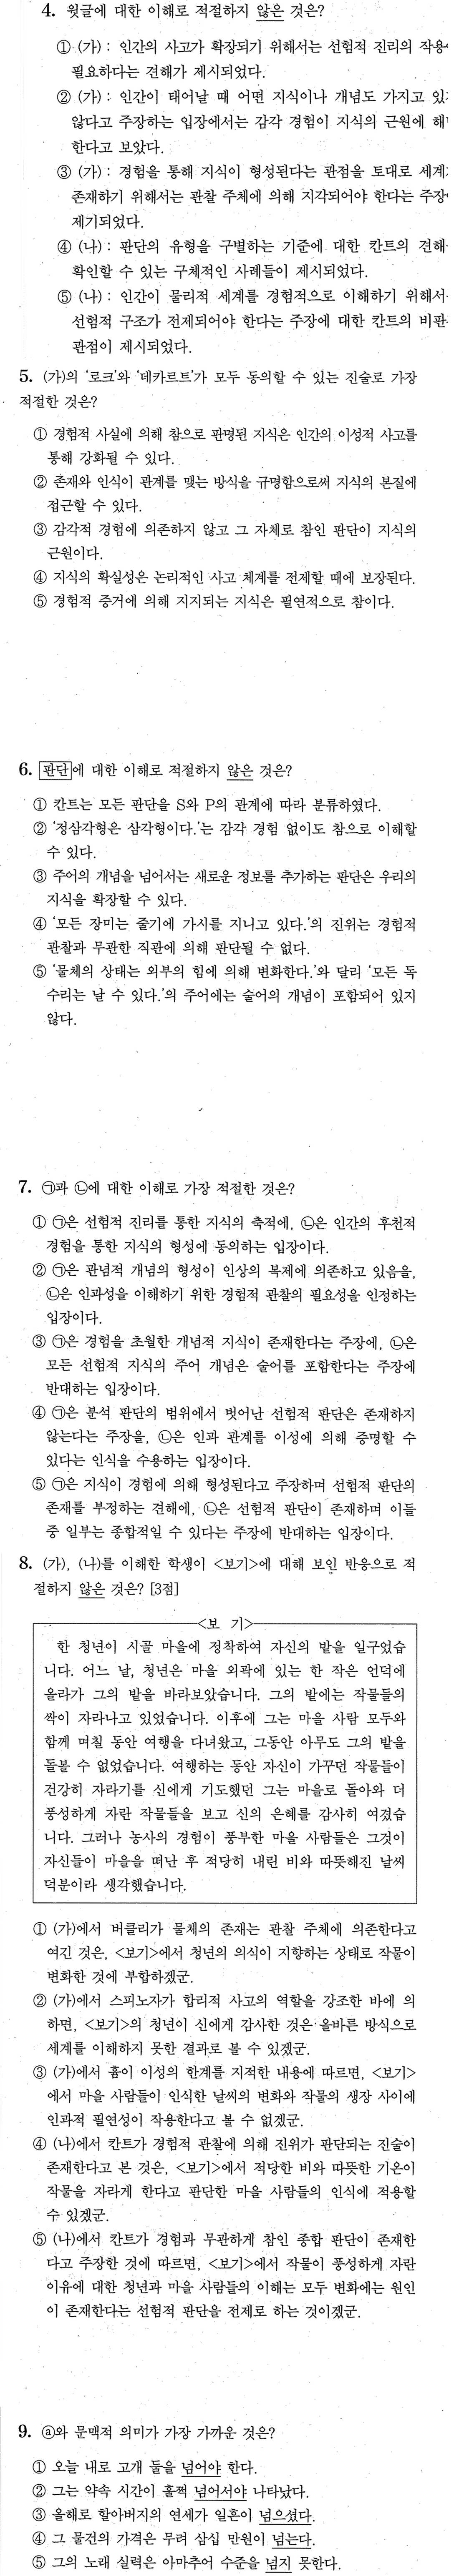 4. 윗글에 대한 이해로 적절하지 않은 것은?
① (가) : 인간의 사고가 확장되기 위해서는 선험적 진리의 작용
필요하다는 견해가 제시되었다.
② (가) : 인간이 태어날 때 어떤 지식이나 개념도 가지고 있
않다고 주장하는 입장에서는 감각 경험이 지식의 근원에 해
한다고 보았다.
③ (가) : 경험을 통해 지식이 형성된다는 관점을 토대로 세계
존재하기 위해서는 관찰 주체에 의해 지각되어야 한다는 주장
제기되었다.
④ (나) : 판단의 유형을 구별하는 기준에 대한 칸트의 견해
확인할 수 있는 구체적인 사례들이 제시되었다.
⑤ (나) : 인간이 물리적 세계를 경험적으로 이해하기 위해서
선험적 구조가 전제되어야 한다는 주장에 대한 칸트의 비판
관점이 제시되었다.
5. (가)의 ‘로크’와 ‘데카르트’가 모두 동의할 수 있는 진술로 가장
적절한 것은?
① 경험적 사실에 의해 참으로 판명된 지식은 인간의 이성적 사고를
통해 강화될 수 있다.
② 존재와 인식이 관계를 맺는 방식을 규명함으로써 지식의 본질에
접근할 수 있다.
③ 감각적 경험에 의존하지 않고 그 자체로 참인 판단이 지식의
근원이다.
④ 지식의 확실성은 논리적인 사고 체계를 전제할 때에 보장된다.
⑤ 경험적 증거에 의해 지지되는 지식은 필연적으로 참이다.
6. 판단에 대한 이해로 적절하지 않은 것은?
① 칸트는 모든 판단을 S와 P의 관계에 따라 분류하였다.
② ‘정삼각형은 삼각형이다.’는 감각 경험 없이도 참으로 이해할
수 있다.
③ 주어의 개념을 넘어서는 새로운 정보를 추가하는 판단은 우리의
지식을 확장할 수 있다.
④ ‘모든 장미는 줄기에 가시를 지니고 있다.’의 진위는 경험적
관찰과 무관한 직관에 의해 판단될 수 없다.
⑤ ‘물체의 상태는 외부의 힘에 의해 변화한다.’와 달리 ‘모든 독
수리는 날 수 있다.’의 주어에는 술어의 개념이 포함되어 있지
않다.
7. ㉠과 ㉡에 대한 이해로 가장 적절한 것은?
① ㉠은 선험적 진리를 통한 지식의 축적에, ㉡은 인간의 후천적
경험을 통한 지식의 형성에 동의하는 입장이다.
② ㉠은 관념적 개념의 형성이 인상의 복제에 의존하고 있음을,
㉡은 인과성을 이해하기 위한 경험적 관찰의 필요성을 인정하는
입장이다.
③ ㉠은 경험을 초월한 개념적 지식이 존재한다는 주장에, ㉡은
모든 선험적 지식의 주어 개념은 술어를 포함한다는 주장에
반대하는 입장이다.
④ ㉠은 분석 판단의 범위에서 벗어난 선험적 판단은 존재하지
않는다는 주장을, ㉡은 인과 관계를 이성에 의해 증명할 수
있다는 인식을 수용하는 입장이다.
⑤ ㉠은 지식이 경험에 의해 형성된다고 주장하며 선험적 판단의
존재를 부정하는 견해에, ㉡은 선험적 판단이 존재하며 이들
중 일부는 종합적일 수 있다는 주장에 반대하는 입장이다.
8. (가), (나)를 이해한 학생이 <보기>에 대해 보인 반응으로 적
절하지 않은 것은? [3점]
<보 기>
한 청년이 시골 마을에 정착하여 자신의 밭을 일구었습
니다. 어느 날, 청년은 마을 외곽에 있는 한 작은 언덕에
올라가 그의 밭을 바라보았습니다. 그의 밭에는 작물들의
싹이 자라나고 있었습니다. 이후에 그는 마을 사람 모두와
함께 며칠 동안 여행을 다녀왔고, 그동안 아무도 그의 밭을
돌볼 수 없었습니다. 여행하는 동안 자신이 가꾸던 작물들이
건강히 자라기를 신에게 기도했던 그는 마을로 돌아와 더
풍성하게 자란 작물들을 보고 신의 은혜를 감사히 여겼습
니다. 그러나 농사의 경험이 풍부한 마을 사람들은 그것이
자신들이 마을을 떠난 후 적당히 내린 비와 따뜻해진 날씨
덕분이라 생각했습니다.
① (가)에서 버클리가 물체의 존재는 관찰 주체에 의존한다고
여긴 것은, <보기>에서 청년의 의식이 지향하는 상태로 작물이
변화한 것에 부합하겠군.
② (가)에서 스피노자가 합리적 사고의 역할을 강조한 바에 의
하면, <보기>의 청년이 신에게 감사한 것은 올바른 방식으로
세계를 이해하지 못한 결과로 볼 수 있겠군.
③ (가)에서 흄이 이성의 한계를 지적한 내용에 따르면, <보기>
에서 마을 사람들이 인식한 날씨의 변화와 작물의 생장 사이에
인과적 필연성이 작용한다고 볼 수 없겠군.
④ (나)에서 칸트가 경험적 관찰에 의해 진위가 판단되는 진술이
존재한다고 본 것은, <보기>에서 적당한 비와 따뜻한 기온이
작물을 자라게 한다고 판단한 마을 사람들의 인식에 적용할
수 있겠군.
⑤ (나)에서 칸트가 경험과 무관하게 참인 종합 판단이 존재한
다고 주장한 것에 따르면, <보기>에서 작물이 풍성하게 자란
이유에 대한 청년과 마을 사람들의 이해는 모두 변화에는 원인
이 존재한다는 선험적 판단을 전제로 하는 것이겠군.
9. ⓐ와 문맥적 의미가 가장 가까운 것은?
① 오늘 내로 고개 둘을 넘어야 한다.
② 그는 약속 시간이 훌쩍 넘어서야 나타났다.
③ 올해로 할아버지의 연세가 일흔이 넘으셨다.
④ 그 물건의 가격은 무려 삼십 만원이 넘는다.
⑤ 그의 노래 실력은 아마추어 수준을 넘지 못한다.